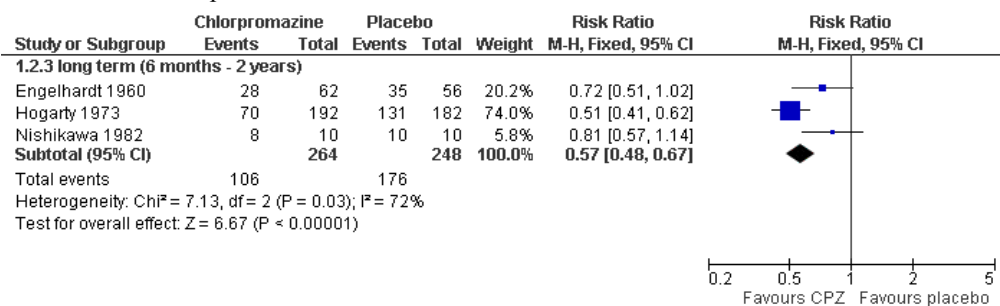 Chlorpromazine Placebo Risk Ratio Risk Ratio
Study or Subgroup Events Total Events Total Weight M-H, Fixed, 95% CI M-H, Fixed, 95% CI
1.2.3 long term (6 months - 2 years)
Engelhardt 1960 28 62 35 56 20.2% 0.72 [0.51, 1.02]
Hogarty 1973 70 192 131 182 74.0% 0.51 [0.41, 0.62]
Nishikawa 1982 8 10 10 10 5.8% 0.81 [0.57, 1.14]
Subtotal (95% CI) 264 248 100.0% 0.57 [0.48, 0.67]
Total events 106 176
Heterogeneity: Chi² = 7.13, df = 2 (P = 0.03); I² = 72%
Test for overall effect: Z = 6.67 (P < 0.00001)
0.2 0.5 1 2 5
Favours CPZ Favours placebo